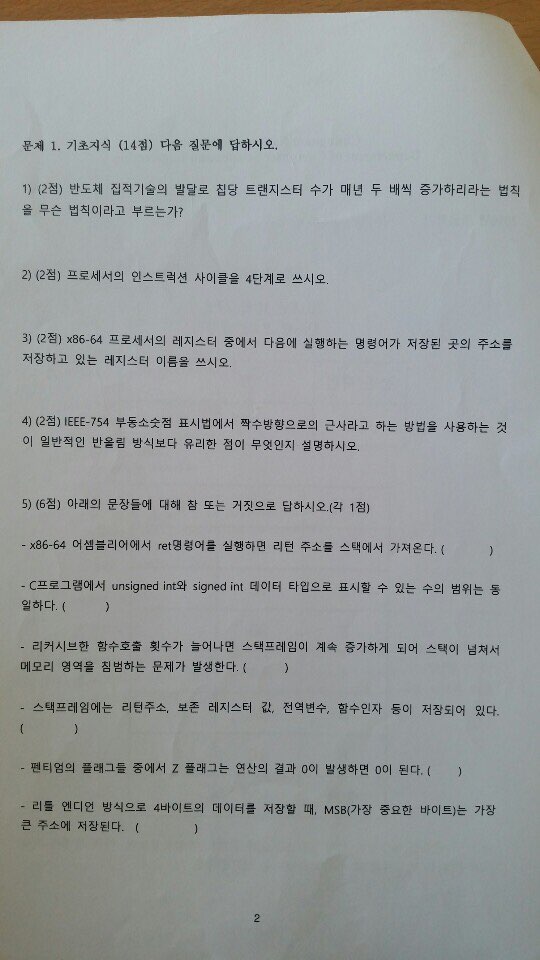 문제 1. 기초지식 (14점) 다음 질문에 답하시오.
1) (2점) 반도체 집적기술의 발달로 칩당 트랜지스터 수가 매년 두 배씩 증가하리라는 법칙
을 무슨 법칙이라고 부르는가?
2) (2점) 프로세서의 인스트럭션 사이클을 4단계로 쓰시오.
3) (2점) x86-64 프로세서의 레지스터 중에서 다음에 실행하는 명령어가 저장된 곳의 주소를
저장하고 있는 레지스터 이름을 쓰시오.
4) (2점) IEEE-754 부동소숫점 표시법에서 짝수방향으로의 근사라고 하는 방법을 사용하는 것
이 일반적인 반올림 방식보다 유리한 점이 무엇인지 설명하시오.
5) (6점) 아래의 문장들에 대해 참 또는 거짓으로 답하시오.(각 1점)
- x86-64 어셈블리어에서 ret명령어를 실행하면 리턴 주소를 스택에서 가져온다. ( )
- C프로그램에서 unsigned int와 signed int 데이터 타입으로 표시할 수 있는 수의 범위는 동
일하다. ( )
- 리커시브한 함수호출 횟수가 늘어나면 스택프레임이 계속 증가하게 되어 스택이 넘쳐서
메모리 영역을 침범하는 문제가 발생한다. ( )
- 스택프레임에는 리턴주소, 보존 레지스터 값, 전역변수, 함수인자 등이 저장되어 있다.
( )
- 펜티엄의 플래그들 중에서 Z 플래그는 연산의 결과 0이 발생하면 0이 된다. ( )
- 리틀 엔디언 방식으로 4바이트의 데이터를 저장할 때, MSB(가장 중요한 바이트)는 가장
큰 주소에 저장된다. ( )
2